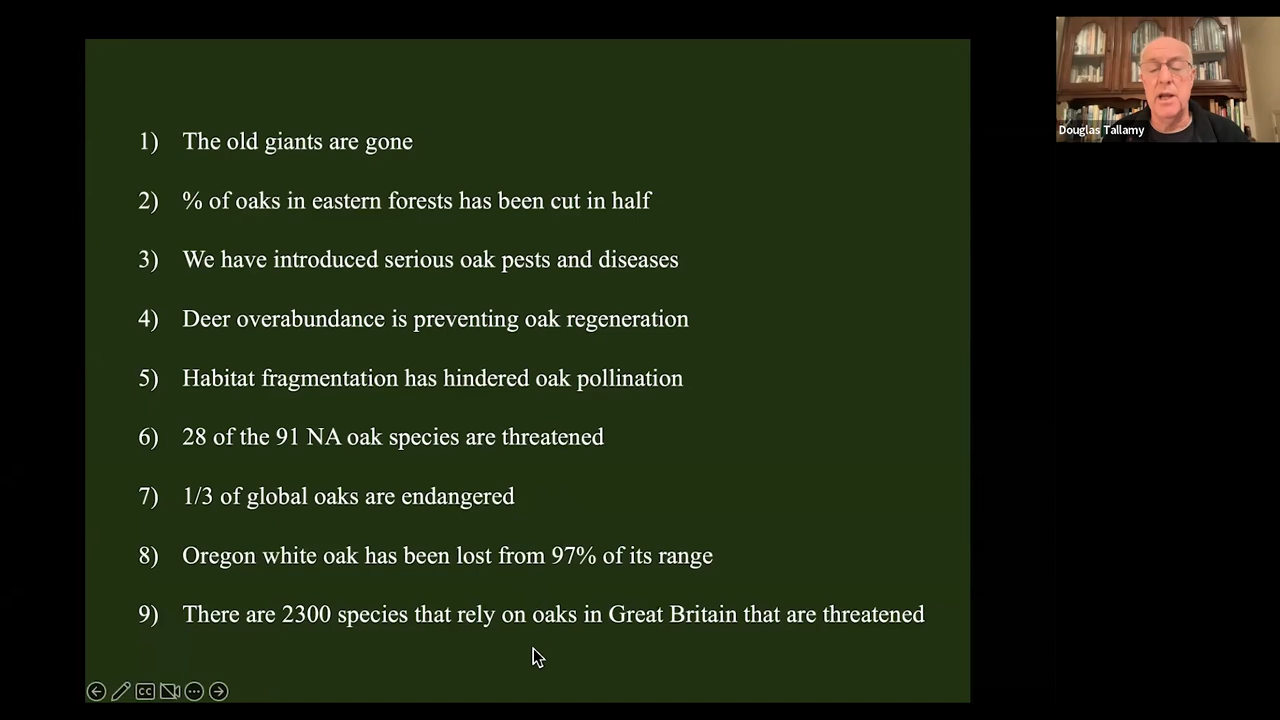 1) The old giants are gone
2) % of oaks in eastern forests has been cut in half
3) We have introduced serious oak pests and diseases
4) Deer overabundance is preventing oak regeneration
5) Habitat fragmentation has hindered oak pollination
6) 28 of the 91 NA oak species are threatened
7) 1/3 of global oaks are endangered
8) Oregon white oak has been lost from 97% of its range
9) There are 2300 species that rely on oaks in Great Britain that are threatened
Douglas Tallamy
CC